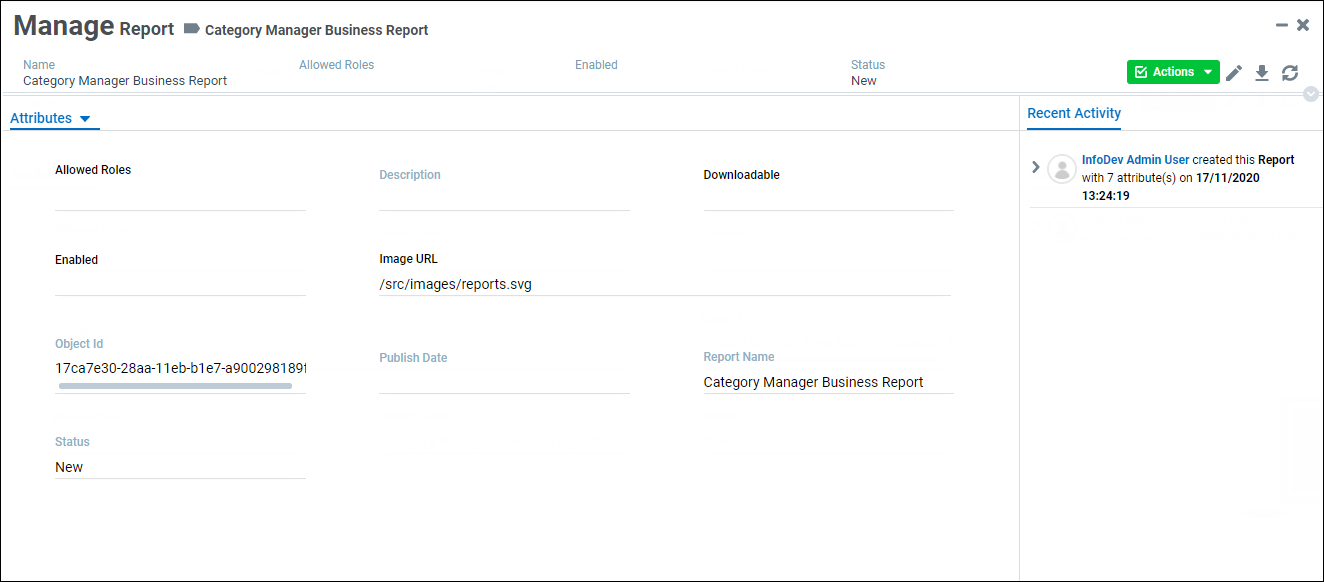 Manage Report Category Manager Business Report
Name Allowed Roles Enabled Status
Category Manager Business Report New
Actions
Attributes
Recent Activity
Allowed Roles Description Downloadable
Enabled Image URL
/src/images/reports.svg
Object Id Publish Date Report Name
17ca7e30-28aa-11eb-b1e7-a900298189
Category Manager Business Report
Status
New
InfoDev Admin User created this Report
with 7 attribute(s) on 17/11/2020
13:24:19